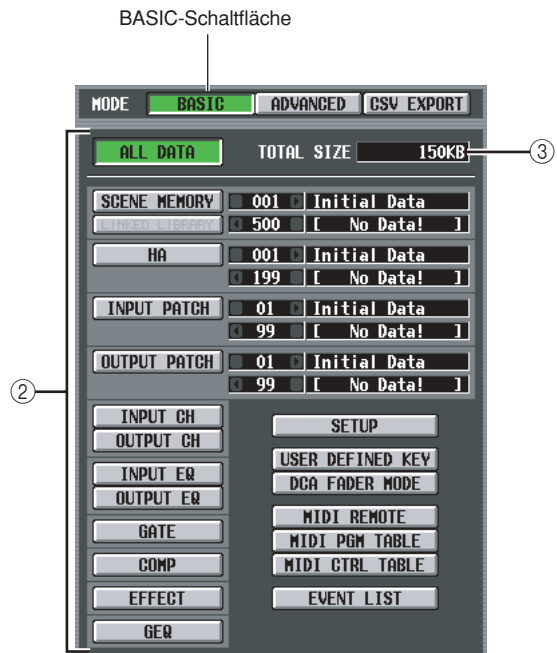 BASIC-Schaltfläche
MODE BASIC ADVANCED CSV EXPORT
ALL DATA TOTAL SIZE 150KB ③
SCENE MEMORY 001 Initial Data
LINKED LIBRARY 500 [ No Data! ]
HA 001 Initial Data
199 [ No Data! ]
INPUT PATCH 01 Initial Data
99 [ No Data! ]
OUTPUT PATCH 01 Initial Data
99 [ No Data! ]
②
INPUT CH
OUTPUT CH
INPUT EQ
OUTPUT EQ
GATE
COMP
EFFECT
GEQ
SETUP
USER DEFINED KEY
DCA FADER MODE
MIDI REMOTE
MIDI PGM TABLE
MIDI CTRL TABLE
EVENT LIST